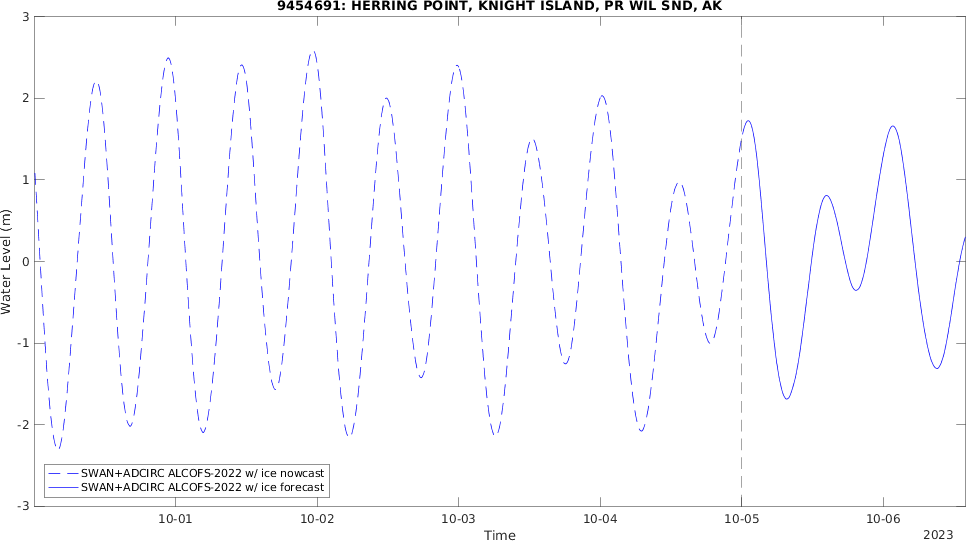 9454691: HERRING POINT, KNIGHT ISLAND, PR WIL SND, AK
3
2
1
0
-1
-2
-3
Water Level (m)
SWAN+ADCIRC ALCOFS-2022 w/ ice nowcast
SWAN+ADCIRC ALCOFS-2022 w/ ice forecast
10-01 10-02 10-03 10-04 10-05 10-06
Time
2023